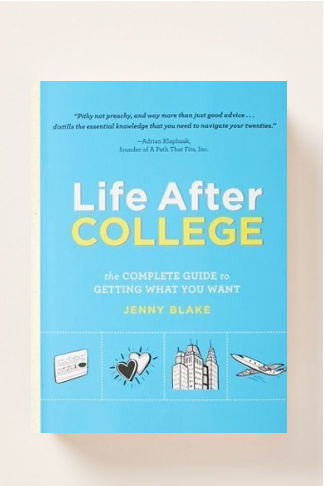 "Pithy not preachy, and way more than just good advice . . .
distills the essential knowledge that you need to navigate your twenties."
—Adrian Klaphaak,
founder of A Path That Fits, Inc.
Life After
COLLEGE
the COMPLETE GUIDE to
GETTING WHAT YOU WANT
JENNY BLAKE